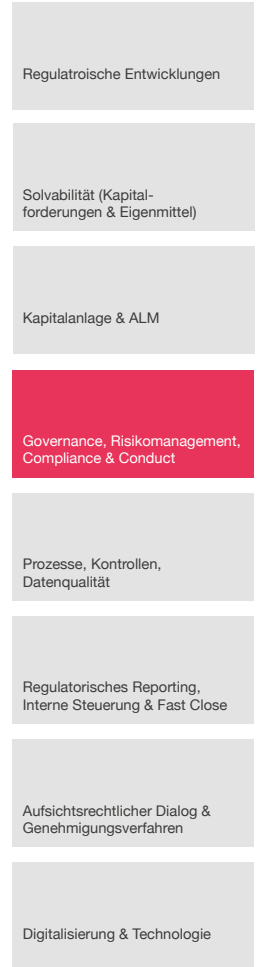 Regulatroische Entwicklungen
Solvabilität (Kapital-
forderungen & Eigenmittel)
Kapitalanlage & ALM
Governance, Risikomanagement,
Compliance & Conduct
Prozesse, Kontrollen,
Datenqualität
Regulatorisches Reporting,
Interne Steuerung & Fast Close
Aufsichtsrechtlicher Dialog &
Genehmigungsverfahren
Digitalisierung & Technologie